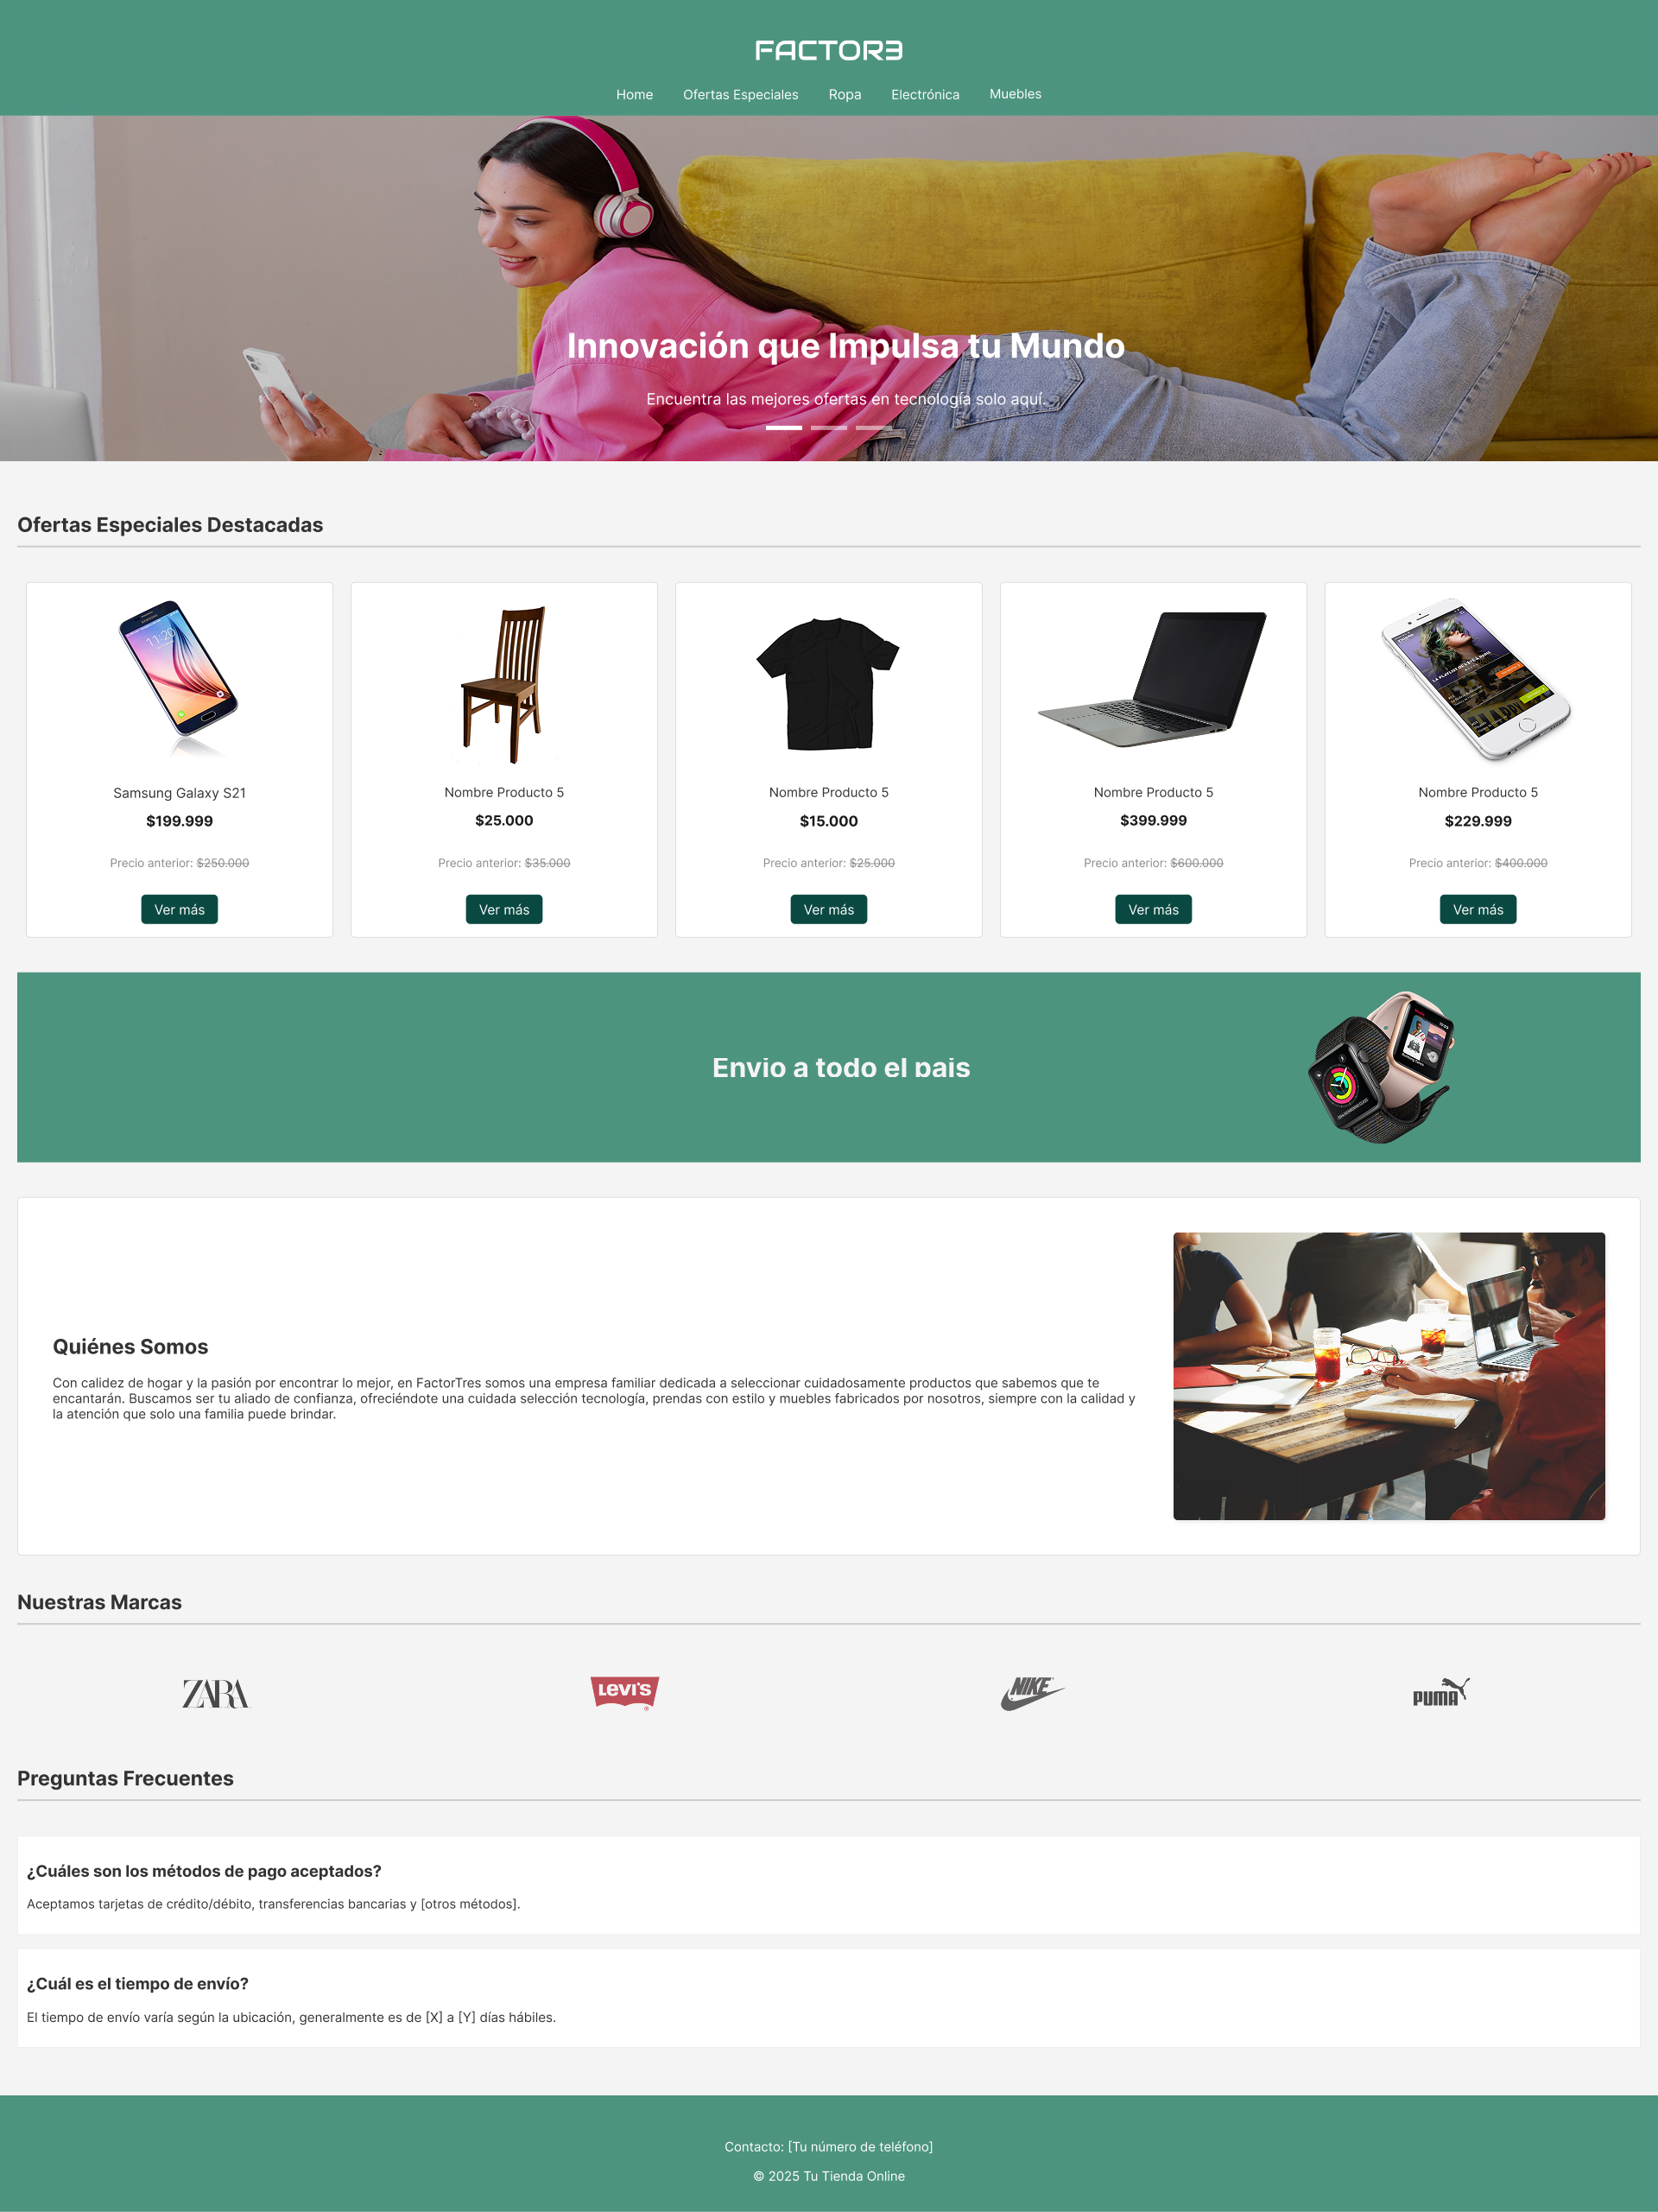 FACTOR3
Home Ofertas Especiales Ropa Electrónica Muebles
Innovación que Impulsa tu Mundo
Encuentra las mejores ofertas en tecnología solo aquí.
Ofertas Especiales Destacadas
11:20
Samsung Galaxy S21
$199.999
Precio anterior: $250.000
Ver más
Nombre Producto 5
$25.000
Precio anterior: $35.000
Ver más
Nombre Producto 5
$15.000
Precio anterior: $25.000
Ver más
Nombre Producto 5
$399.999
Precio anterior: $600.000
Ver más
Nombre Producto 5
$229.999
Precio anterior: $400.000
Ver más
Envio a todo el pais
Quiénes Somos
Con calidez de hogar y la pasión por encontrar lo mejor, en FactorTres somos una empresa familiar dedicada a seleccionar cuidadosamente productos que sabemos que te
encantarán. Buscamos ser tu aliado de confianza, ofreciéndote una cuidada selección tecnología, prendas con estilo y muebles fabricados por nosotros, siempre con la calidad y
la atención que solo una familia puede brindar.
Nuestras Marcas
ZARA
LEVI'S
NIKE
PUMA
Preguntas Frecuentes
¿Cuáles son los métodos de pago aceptados?
Aceptamos tarjetas de crédito/débito, transferencias bancarias y [otros métodos].
¿Cuál es el tiempo de envío?
El tiempo de envío varía según la ubicación, generalmente es de [X] a [Y] días hábiles.
Contacto: [Tu número de teléfono]
© 2025 Tu Tienda Online